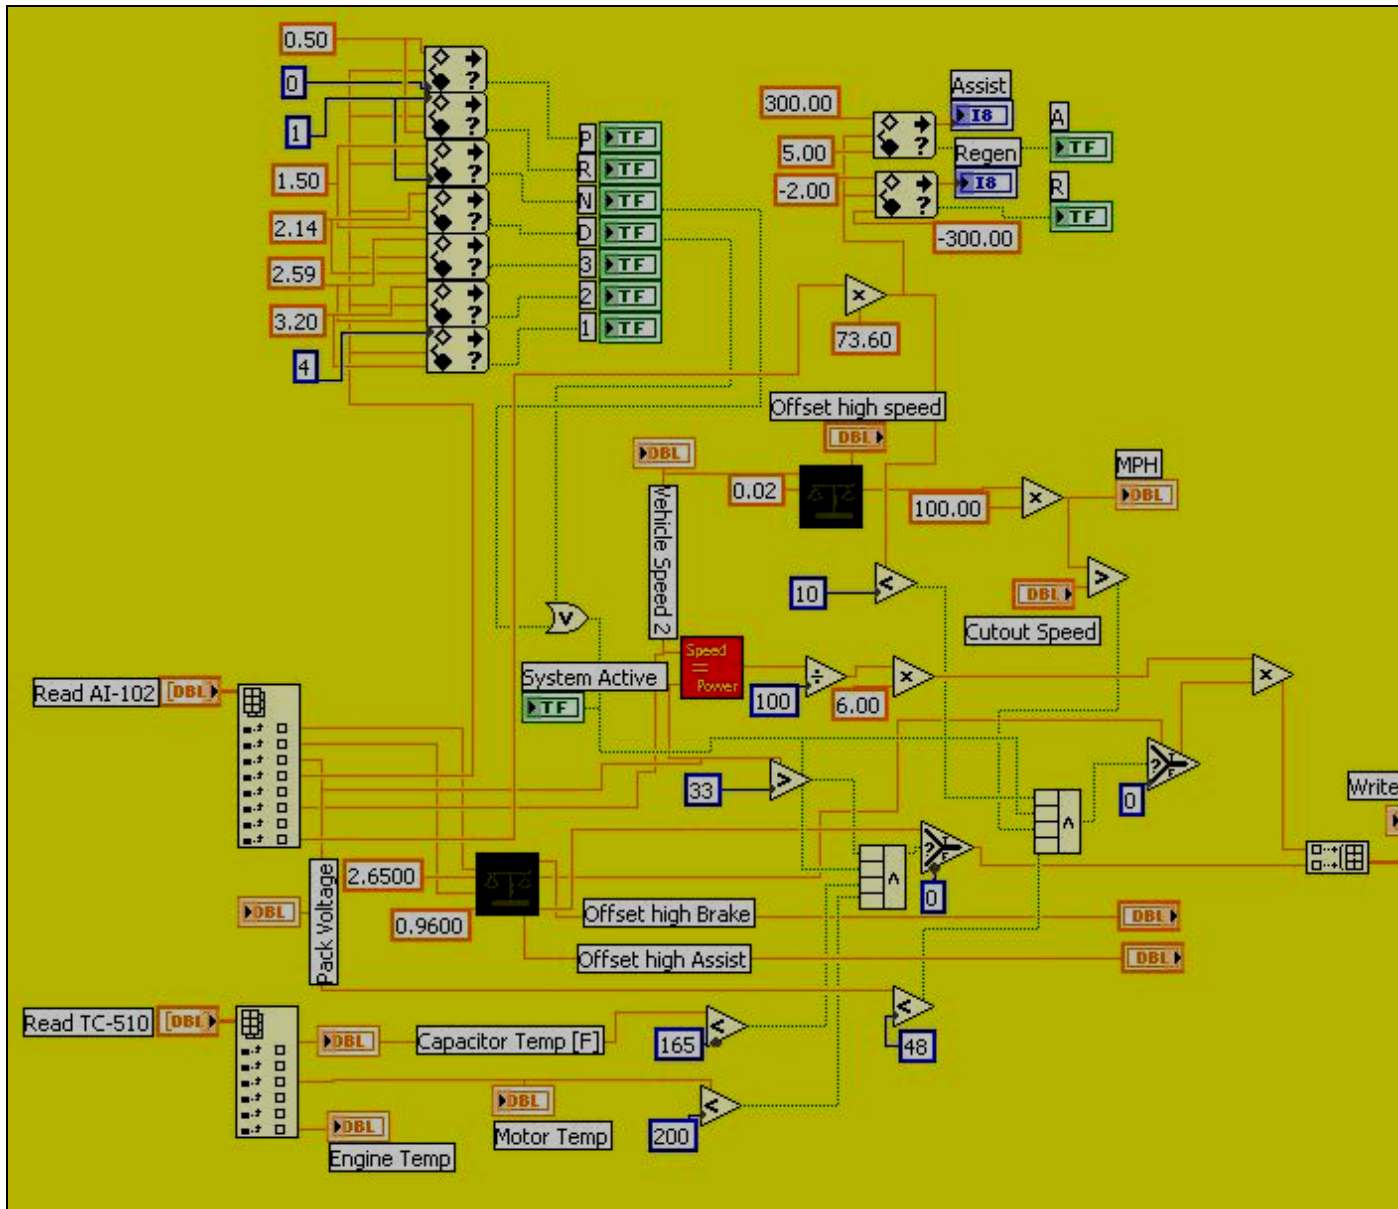 0.50
0
1
1.50
2.14
2.59
3.20
4
P TF
R TF
N TF
D TF
3 TF
2 TF
1 TF
Assist
300.00
I8
A
5.00
TF
Regen
-2.00
I8
R
TF
-300.00
73.60
Offset high speed
DBL
DBL
MPH
0.02
DBL
100.00
Vehicle Speed 2
10
DBL
Cutout Speed
Speed
=
Power
System Active
TF
100
6.00
Read AI-102 [DBL]
33
0
Write
2.6500
0
0.9600
Pack Voltage
DBL
Offset high Brake
DBL
Offset high Assist
DBL
Read TC-510 [DBL]
DBL
Capacitor Temp [F]
165
48
DBL
Motor Temp
200
DBL
Engine Temp